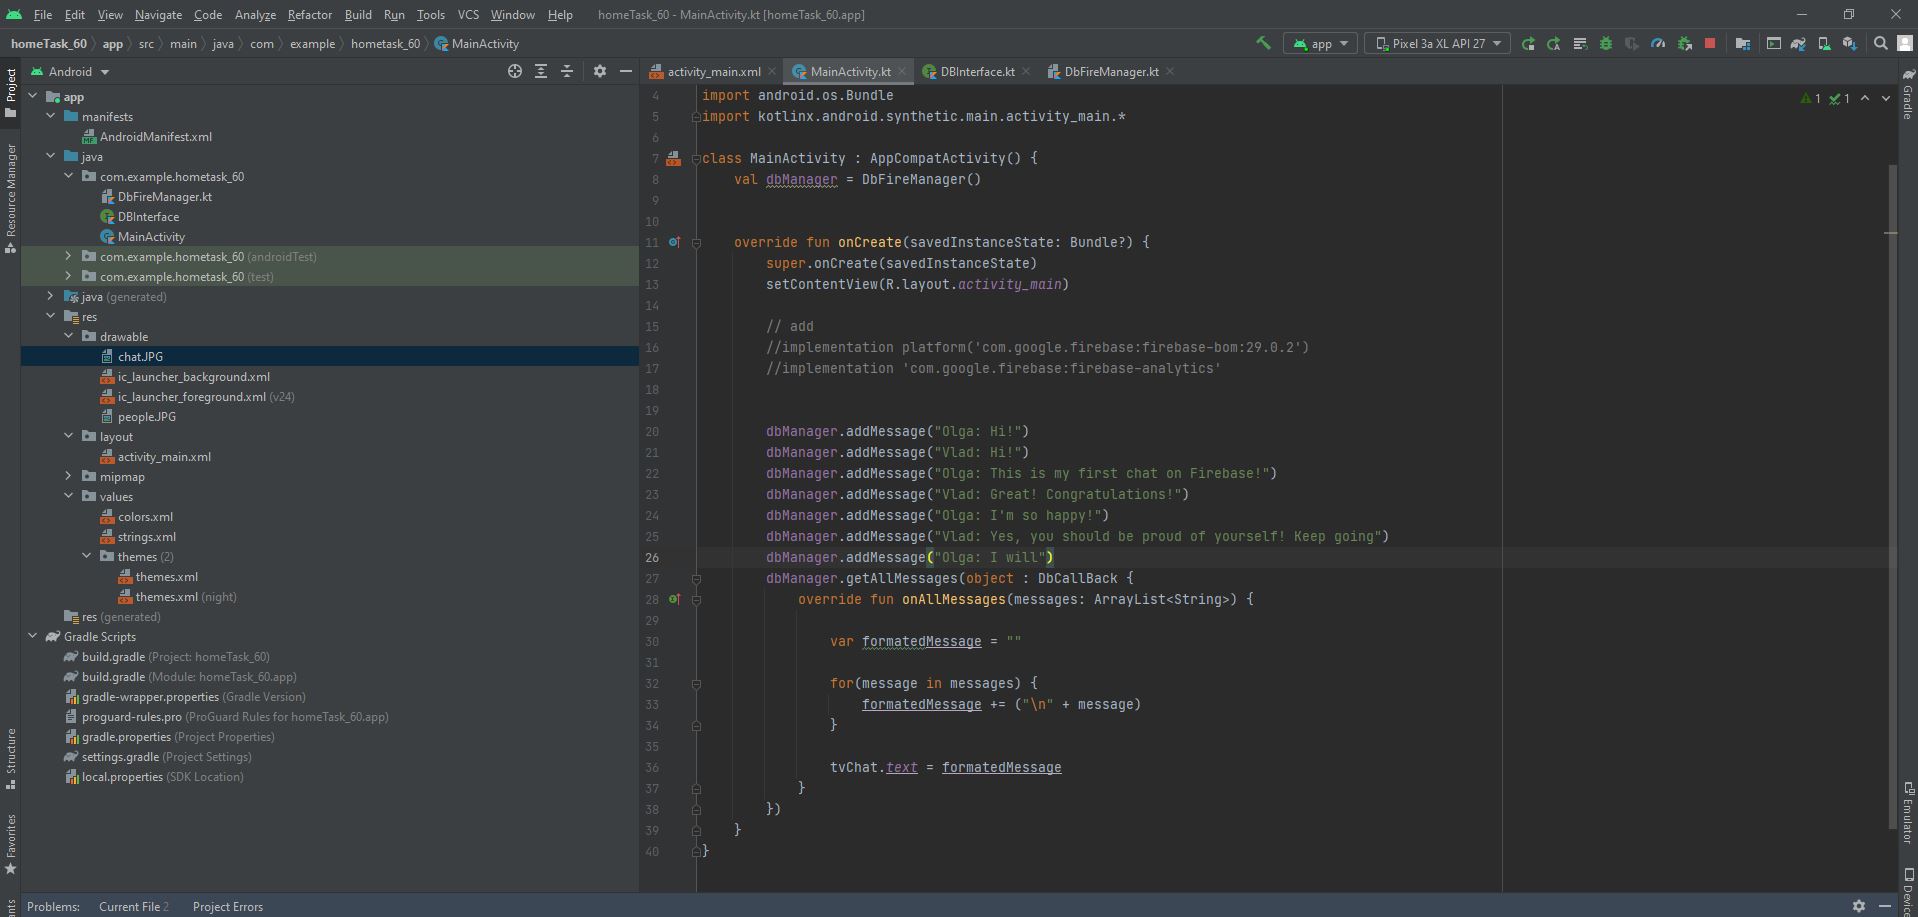 File Edit View Navigate Code Analyze Refactor Build Run Tools VCS Window Help homeTask_60 - MainActivity.kt [homeTask_60.app]
homeTask_60 app src main java com example hometask_60 MainActivity app Pixel 3a XL API 27
Project
Resource Manager
Structure
Favorites
Android
app
manifests
AndroidManifest.xml
java
com.example.hometask_60
DbFireManager.kt
DBInterface
MainActivity
com.example.hometask_60 (androidTest)
com.example.hometask_60 (test)
java (generated)
res
drawable
chat.JPG
ic_launcher_background.xml
ic_launcher_foreground.xml (v24)
people.JPG
layout
activity_main.xml
mipmap
values
colors.xml
strings.xml
themes (2)
themes.xml
themes.xml (night)
res (generated)
Gradle Scripts
build.gradle (Project: homeTask_60)
build.gradle (Module: homeTask_60.app)
gradle-wrapper.properties (Gradle Version)
proguard-rules.pro (ProGuard Rules for homeTask_60.app)
gradle.properties (Project Properties)
settings.gradle (Project Settings)
local.properties (SDK Location)
activity_main.xml MainActivity.kt DBInterface.kt DbFireManager.kt
1 1
4 import android.os.Bundle
5 import kotlinx.android.synthetic.main.activity_main.*
6
7 class MainActivity : AppCompatActivity() {
8 val dbManager = DbFireManager()
9
10
11 override fun onCreate(savedInstanceState: Bundle?) {
12 super.onCreate(savedInstanceState)
13 setContentView(R.layout.activity_main)
14
15 // add
16 //implementation platform('com.google.firebase:firebase-bom:29.0.2')
17 //implementation 'com.google.firebase:firebase-analytics'
18
19
20 dbManager.addMessage("Olga: Hi!")
21 dbManager.addMessage("Vlad: Hi!")
22 dbManager.addMessage("Olga: This is my first chat on Firebase!")
23 dbManager.addMessage("Vlad: Great! Congratulations!")
24 dbManager.addMessage("Olga: I'm so happy!")
25 dbManager.addMessage("Vlad: Yes, you should be proud of yourself! Keep going")
26 dbManager.addMessage("Olga: I will")
27 dbManager.getAllMessages(object : DbCallBack {
28 override fun onAllMessages(messages: ArrayList<String>) {
29
30 var formatedMessage = ""
31
32 for(message in messages) {
33 formatedMessage += ("\n" + message)
34 }
35
36 tvChat.text = formatedMessage
37 }
38 })
39 }
40 }
Gradle
Emulator
Device
Problems: Current File 2 Project Errors